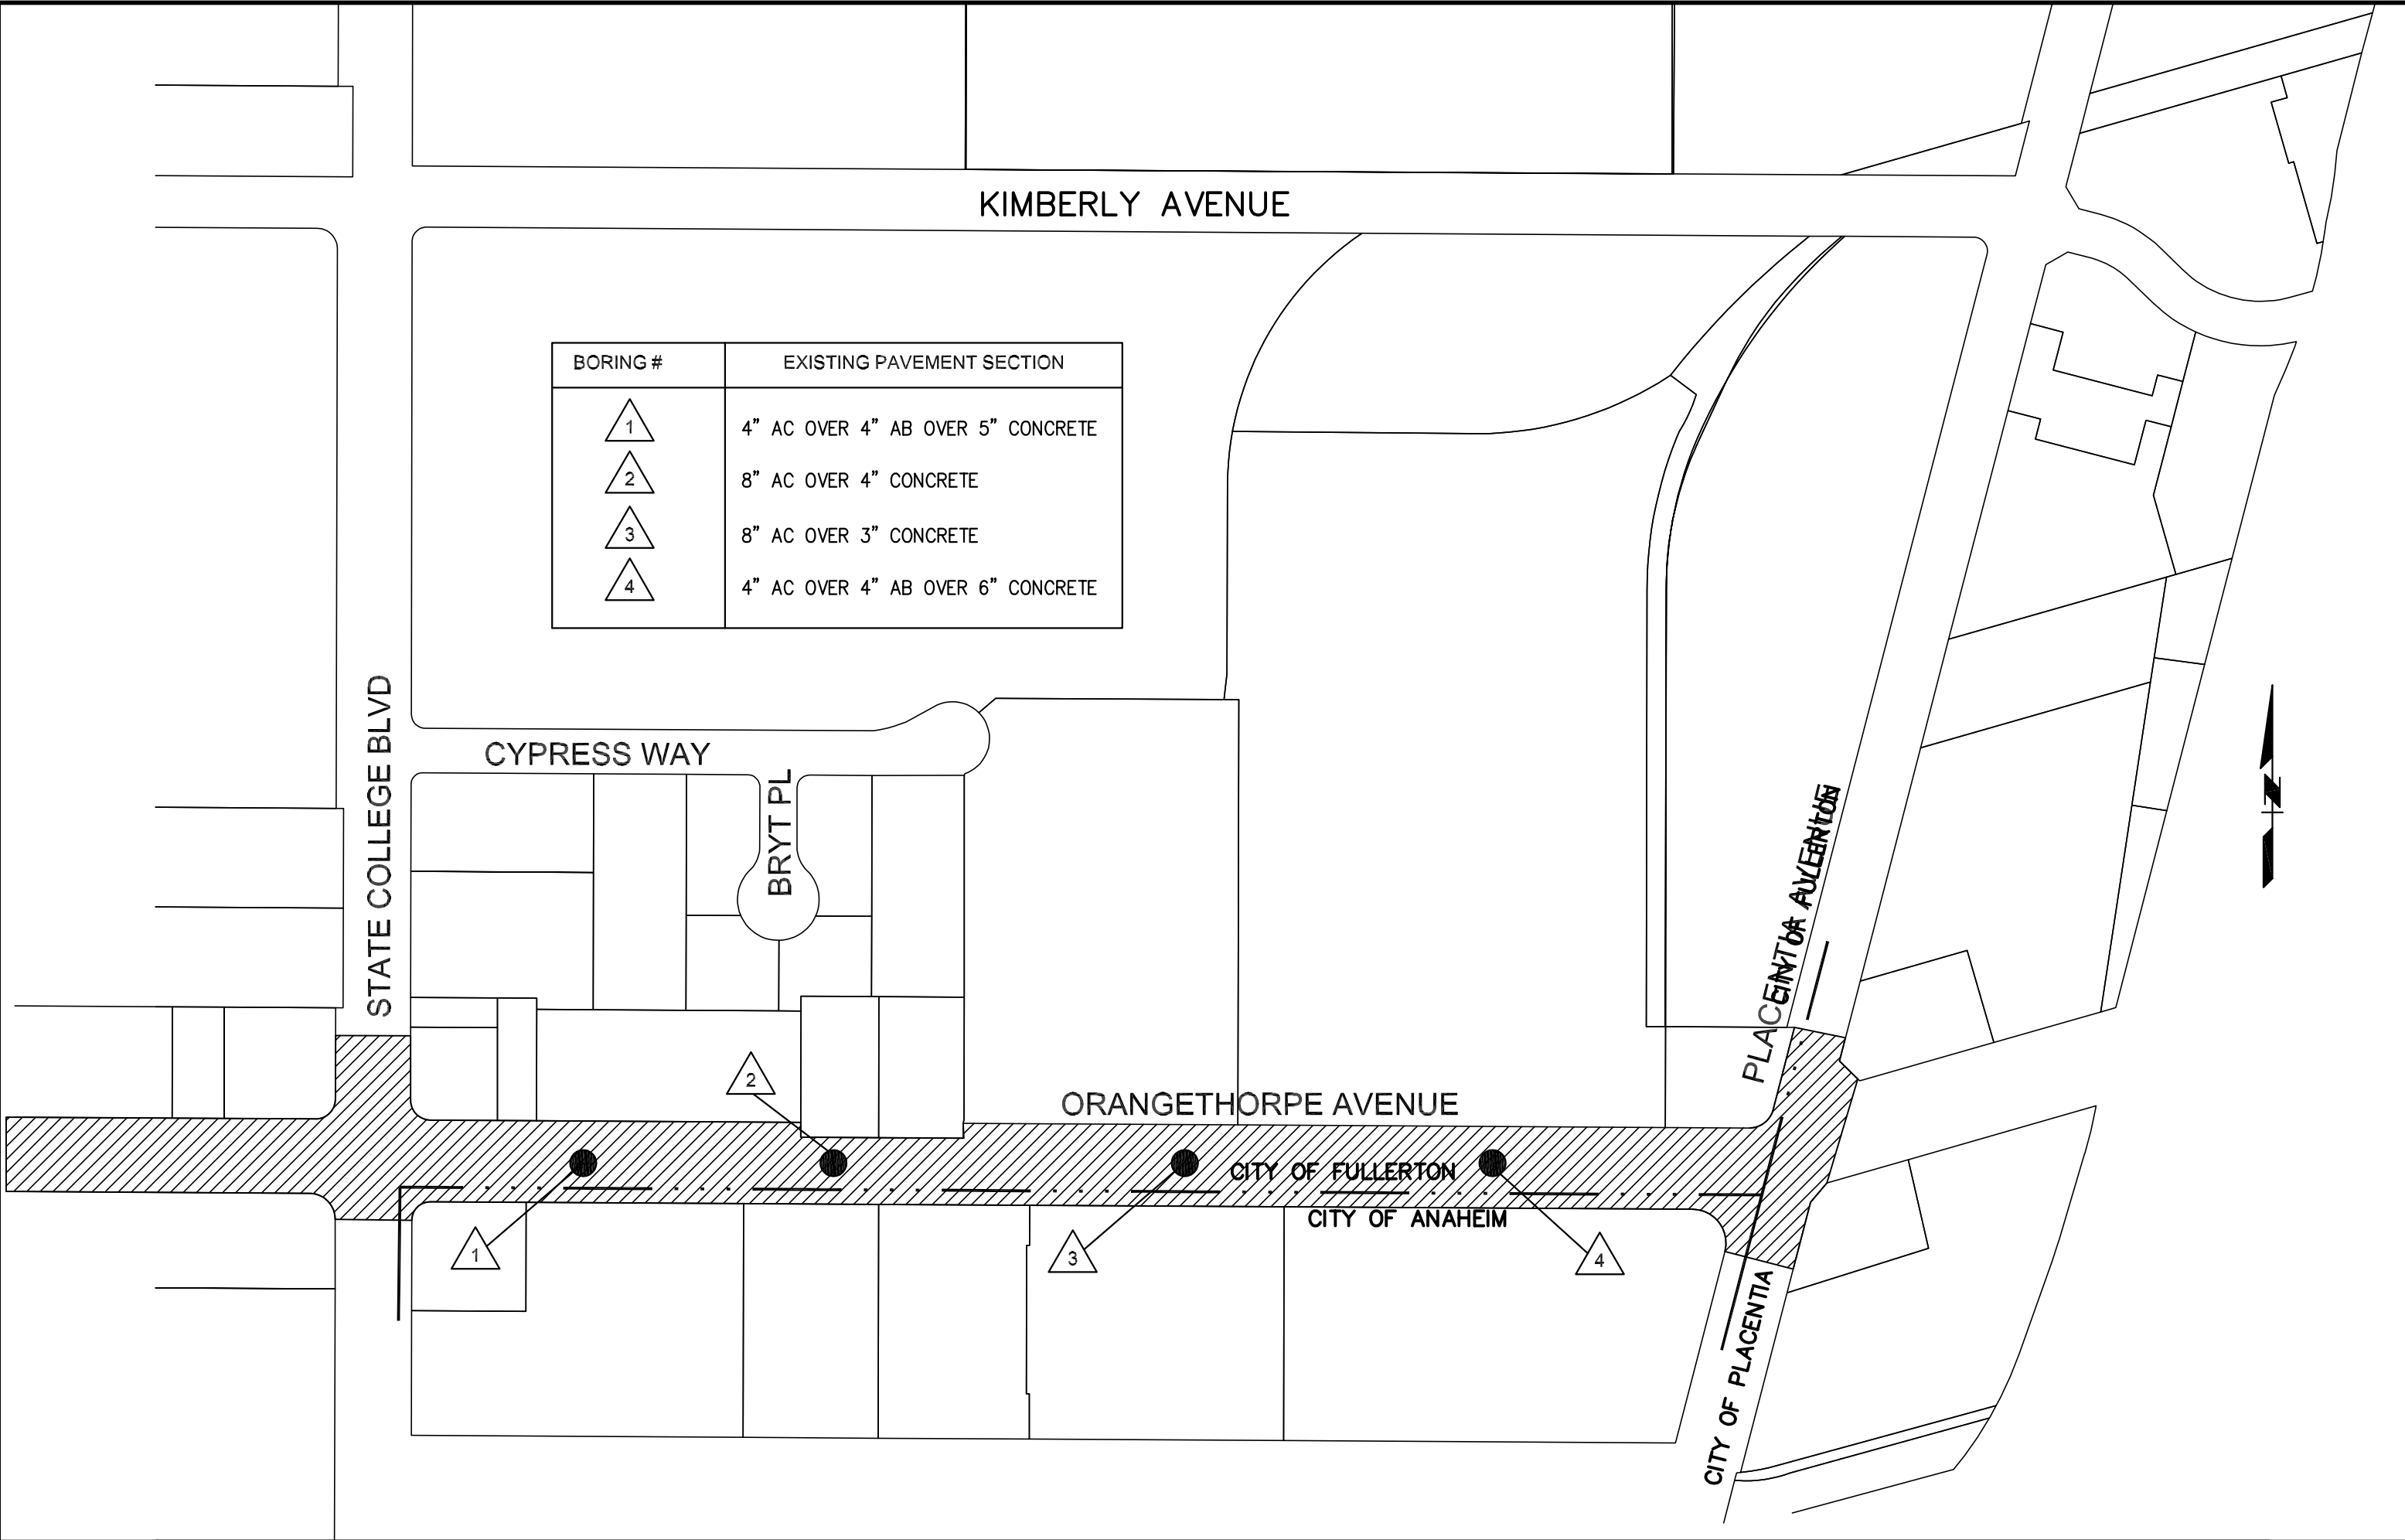 KIMBERLY AVENUE
BORING # EXISTING PAVEMENT SECTION
1 4" AC OVER 4" AB OVER 5" CONCRETE
2 8" AC OVER 4" CONCRETE
3 8" AC OVER 3" CONCRETE
4 4" AC OVER 4" AB OVER 6" CONCRETE
STATE COLLEGE BLVD
CYPRESS WAY
BRYT PL
PLACENTIA AVENUE
CITY OF FULLERTON
N
2
ORANGETHORPE AVENUE
CITY OF FULLERTON
CITY OF ANAHEIM
1
3
4
CITY OF PLACENTIA